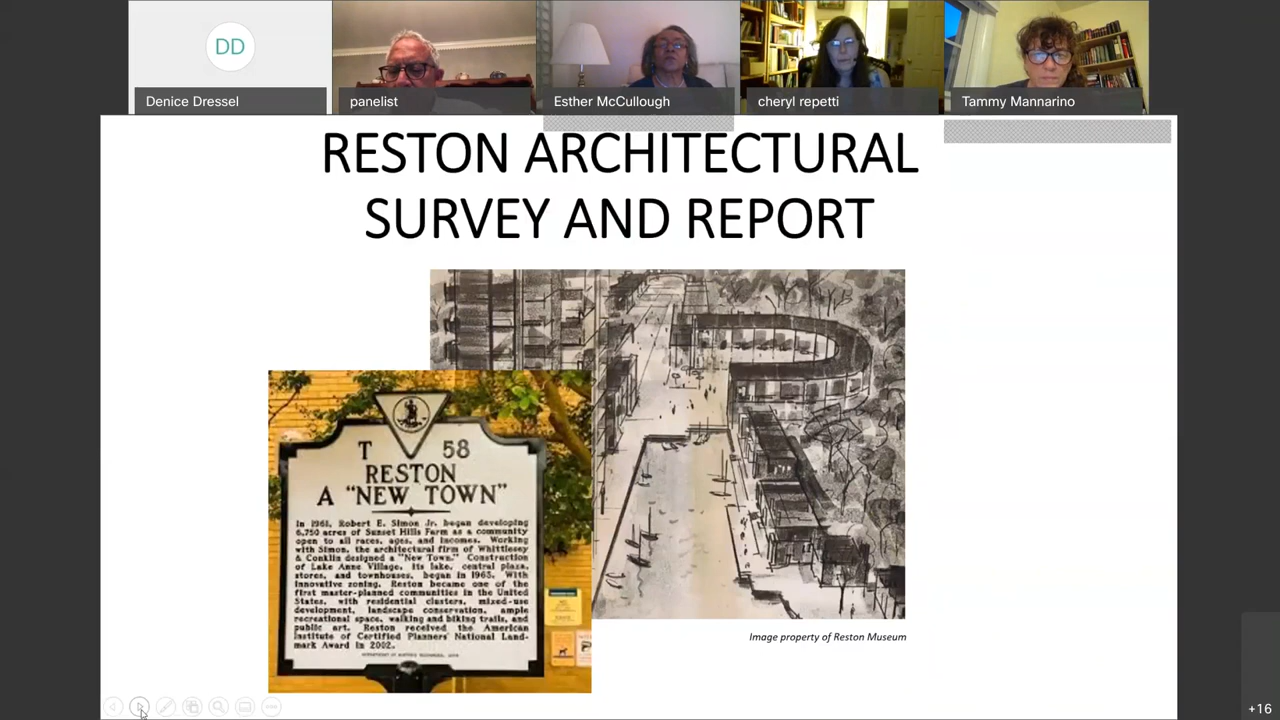 DD
Denice Dressel
panelist
Esther McCullough
cheryl repetti
Tammy Mannarino
RESTON ARCHITECTURAL
SURVEY AND REPORT
T 58
RESTON
A "NEW TOWN"
In 1961, Robert E. Simon Jr. began developing
6,750 acres of Sunset Hills Farm as a community
open to all races, ages, and incomes. Working
with Simon, the architectural firm of Whittlesey
& Conklin designed a "New Town." Construction
of Lake Anne Village, its lake, central plaza,
stores, and townhouses, began in 1963. With
innovative zoning, Reston became one of the
first master-planned communities in the United
States, with residential clusters, mixed-use
development, landscape conservation, ample
recreational space, walking and biking trails, and
public art. Reston received the American
Institute of Certified Planners' National Land-
mark Award in 2002.
Image property of Reston Museum
+16